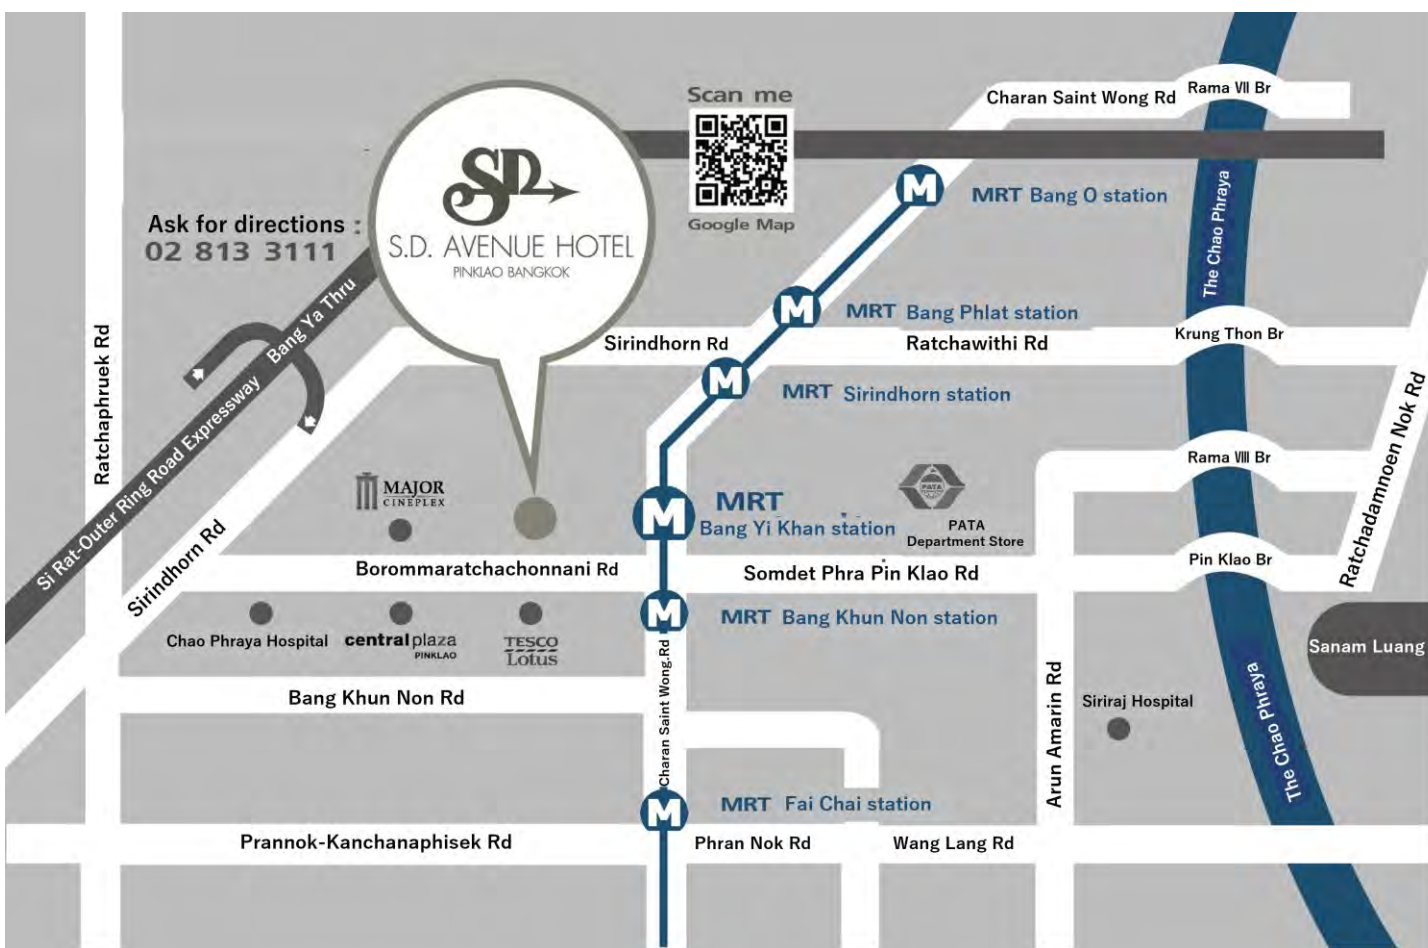 Scan me
Google Map
Charan Saint Wong Rd
Rama VII Br
Ask for directions :
02 813 3111
SD
S.D. AVENUE HOTEL
PINKLAO BANGKOK
MRT Bang O station
The Chao Phraya
MRT Bang Phlat station
Sirindhorn Rd
Ratchawithi Rd
Krung Thon Br
MRT Sirindhorn station
Ratchaphruek Rd
Si Rat-Outer Ring Road Expressway
Bang Ya Thru
Sirindhorn Rd
Ratchadamnoen Nok Rd
Rama VIII Br
MAJOR
CINEPLEX
MRT
Bang Yi Khan station
PATA
PATA
Department Store
Borommaratchachonnani Rd
Somdet Phra Pin Klao Rd
Pin Klao Br
MRT Bang Khun Non station
Chao Phraya Hospital
central plaza
PINKLAO
TESCO
Lotus
Sanam Luang
Bang Khun Non Rd
Charan Saint Wong.Rd
Arun Amarin Rd
Siriraj Hospital
The Chao Phraya
MRT Fai Chai station
Prannok-Kanchanaphisek Rd
Phran Nok Rd
Wang Lang Rd